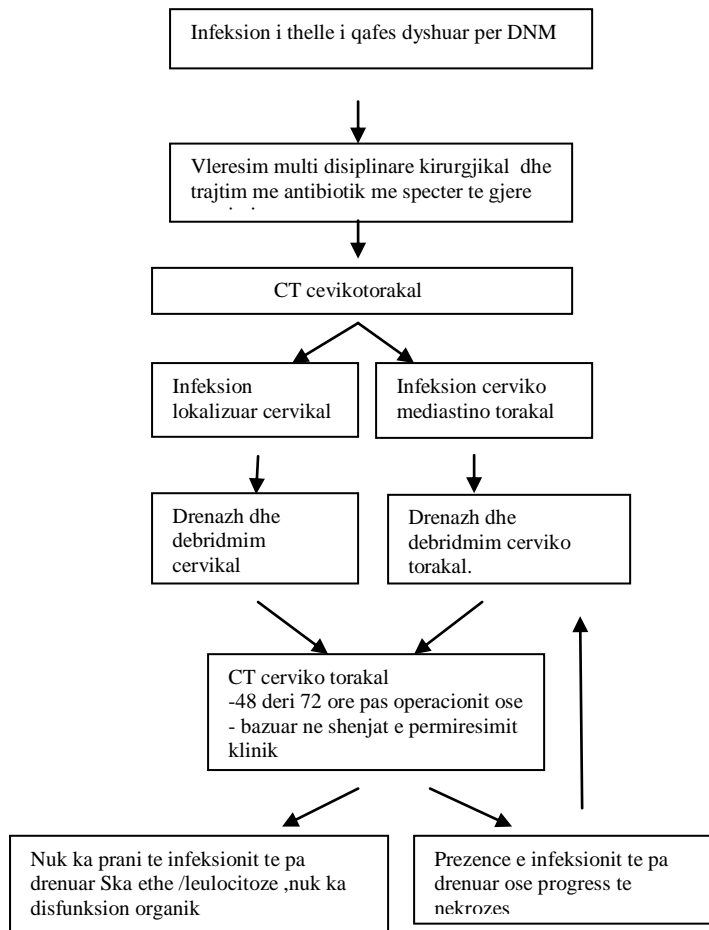 Infeksion i thelle i qafes dyshuar per DNM
Vleresim multi disiplinare kirurgjikal dhe
trajtim me antibiotik me specter te gjere
CT cevikotorakal
Infeksion
lokalizuar cervikal
Infeksion cerviko
mediastino torakal
Drenazh dhe
debridmim
cervikal
Drenazh dhe
debridmim cerviko
torakal.
CT cerviko torakal
-48 deri 72 ore pas operacionit ose
- bazuar ne shenjat e permiresimit
klinik
Nuk ka prani te infeksionit te pa
drenuar Ska ethe /leulocitoze ,nuk ka
disfunksion organik
Prezence e infeksionit te pa
drenuar ose progress te
nekrozes